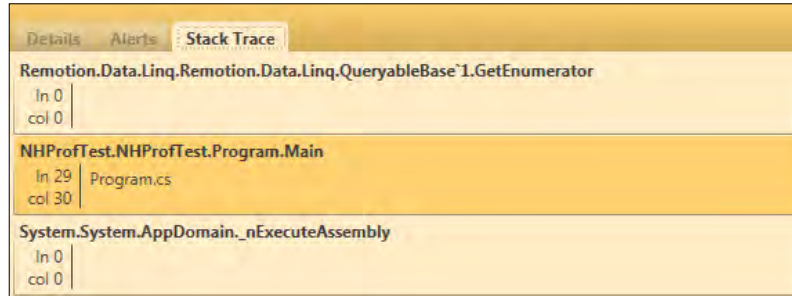 Details Alerts Stack Trace
Remotion.Data.Linq.Remotion.Data.Linq.QueryableBase`1.GetEnumerator
ln 0
col 0
NHProfTest.NHProfTest.Program.Main
ln 29 Program.cs
col 30
System.System.AppDomain._nExecuteAssembly
ln 0
col 0